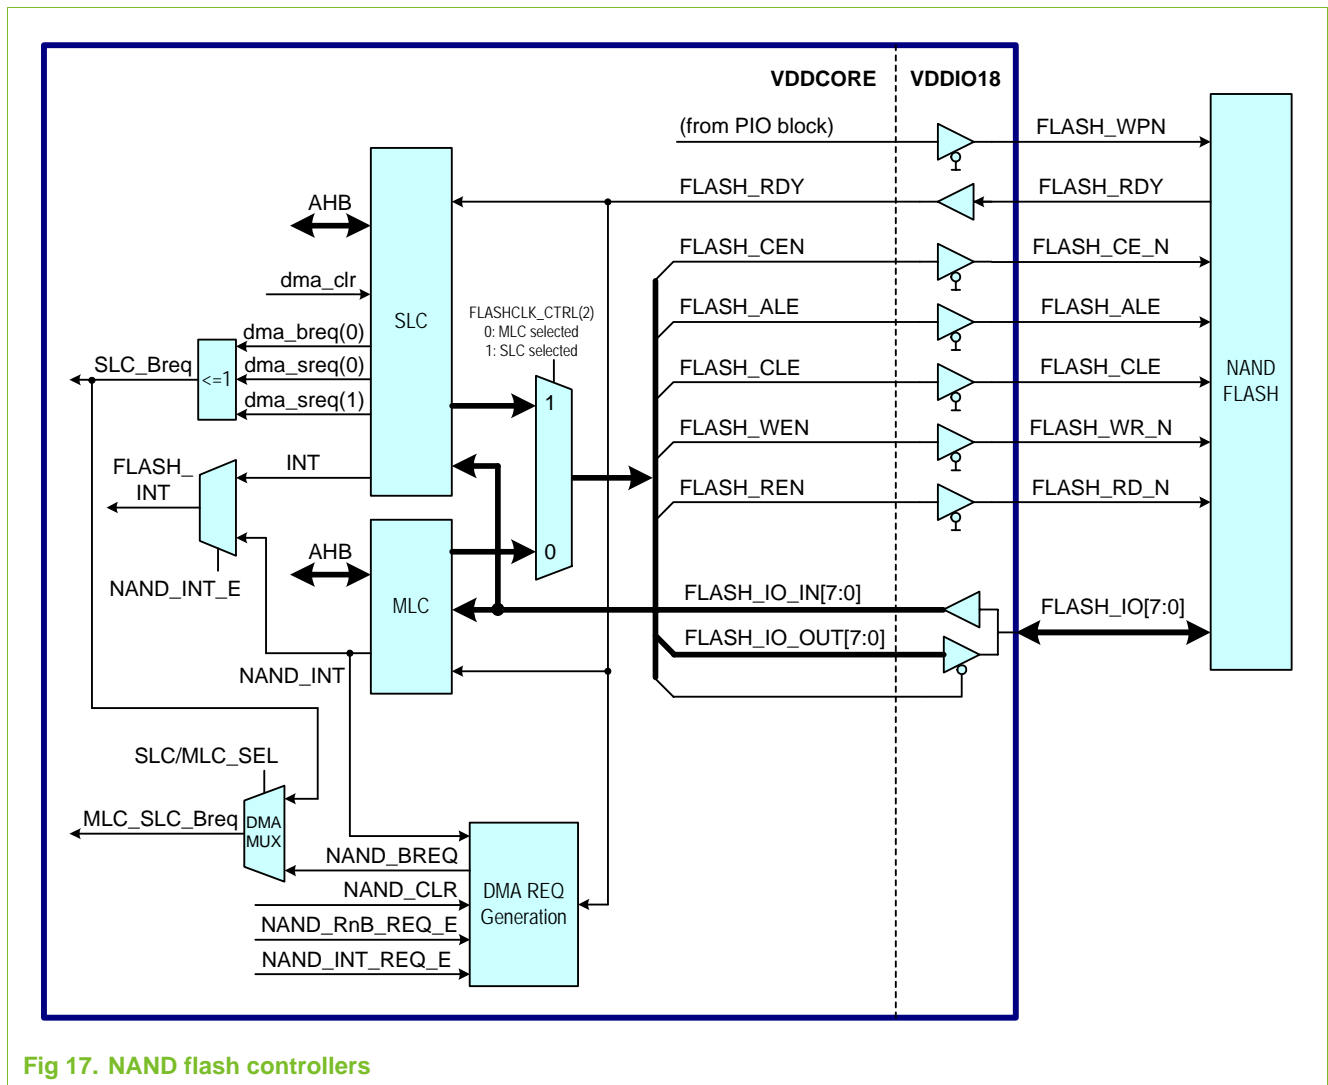 VDDCORE
VDDIO18
(from PIO block)
FLASH_WPN
FLASH_RDY
FLASH_RDY
AHB
FLASH_CEN
FLASH_CE_N
dma_clr
FLASHCLK_CTRL(2)
0: MLC selected
1: SLC selected
SLC
FLASH_ALE
FLASH_ALE
dma_breq(0)
SLC_Breq
<=1
dma_sreq(0)
dma_sreq(1)
FLASH_CLE
FLASH_CLE
NAND
FLASH
1
FLASH_WEN
FLASH_WR_N
FLASH_
INT
INT
FLASH_REN
FLASH_RD_N
AHB
0
NAND_INT_E
MLC
FLASH_IO_IN[7:0]
FLASH_IO[7:0]
FLASH_IO_OUT[7:0]
NAND_INT
SLC/MLC_SEL
MLC_SLC_Breq
DMA
MUX
NAND_BREQ
NAND_CLR
DMA REQ
Generation
NAND_RnB_REQ_E
NAND_INT_REQ_E
Fig 17. NAND flash controllers